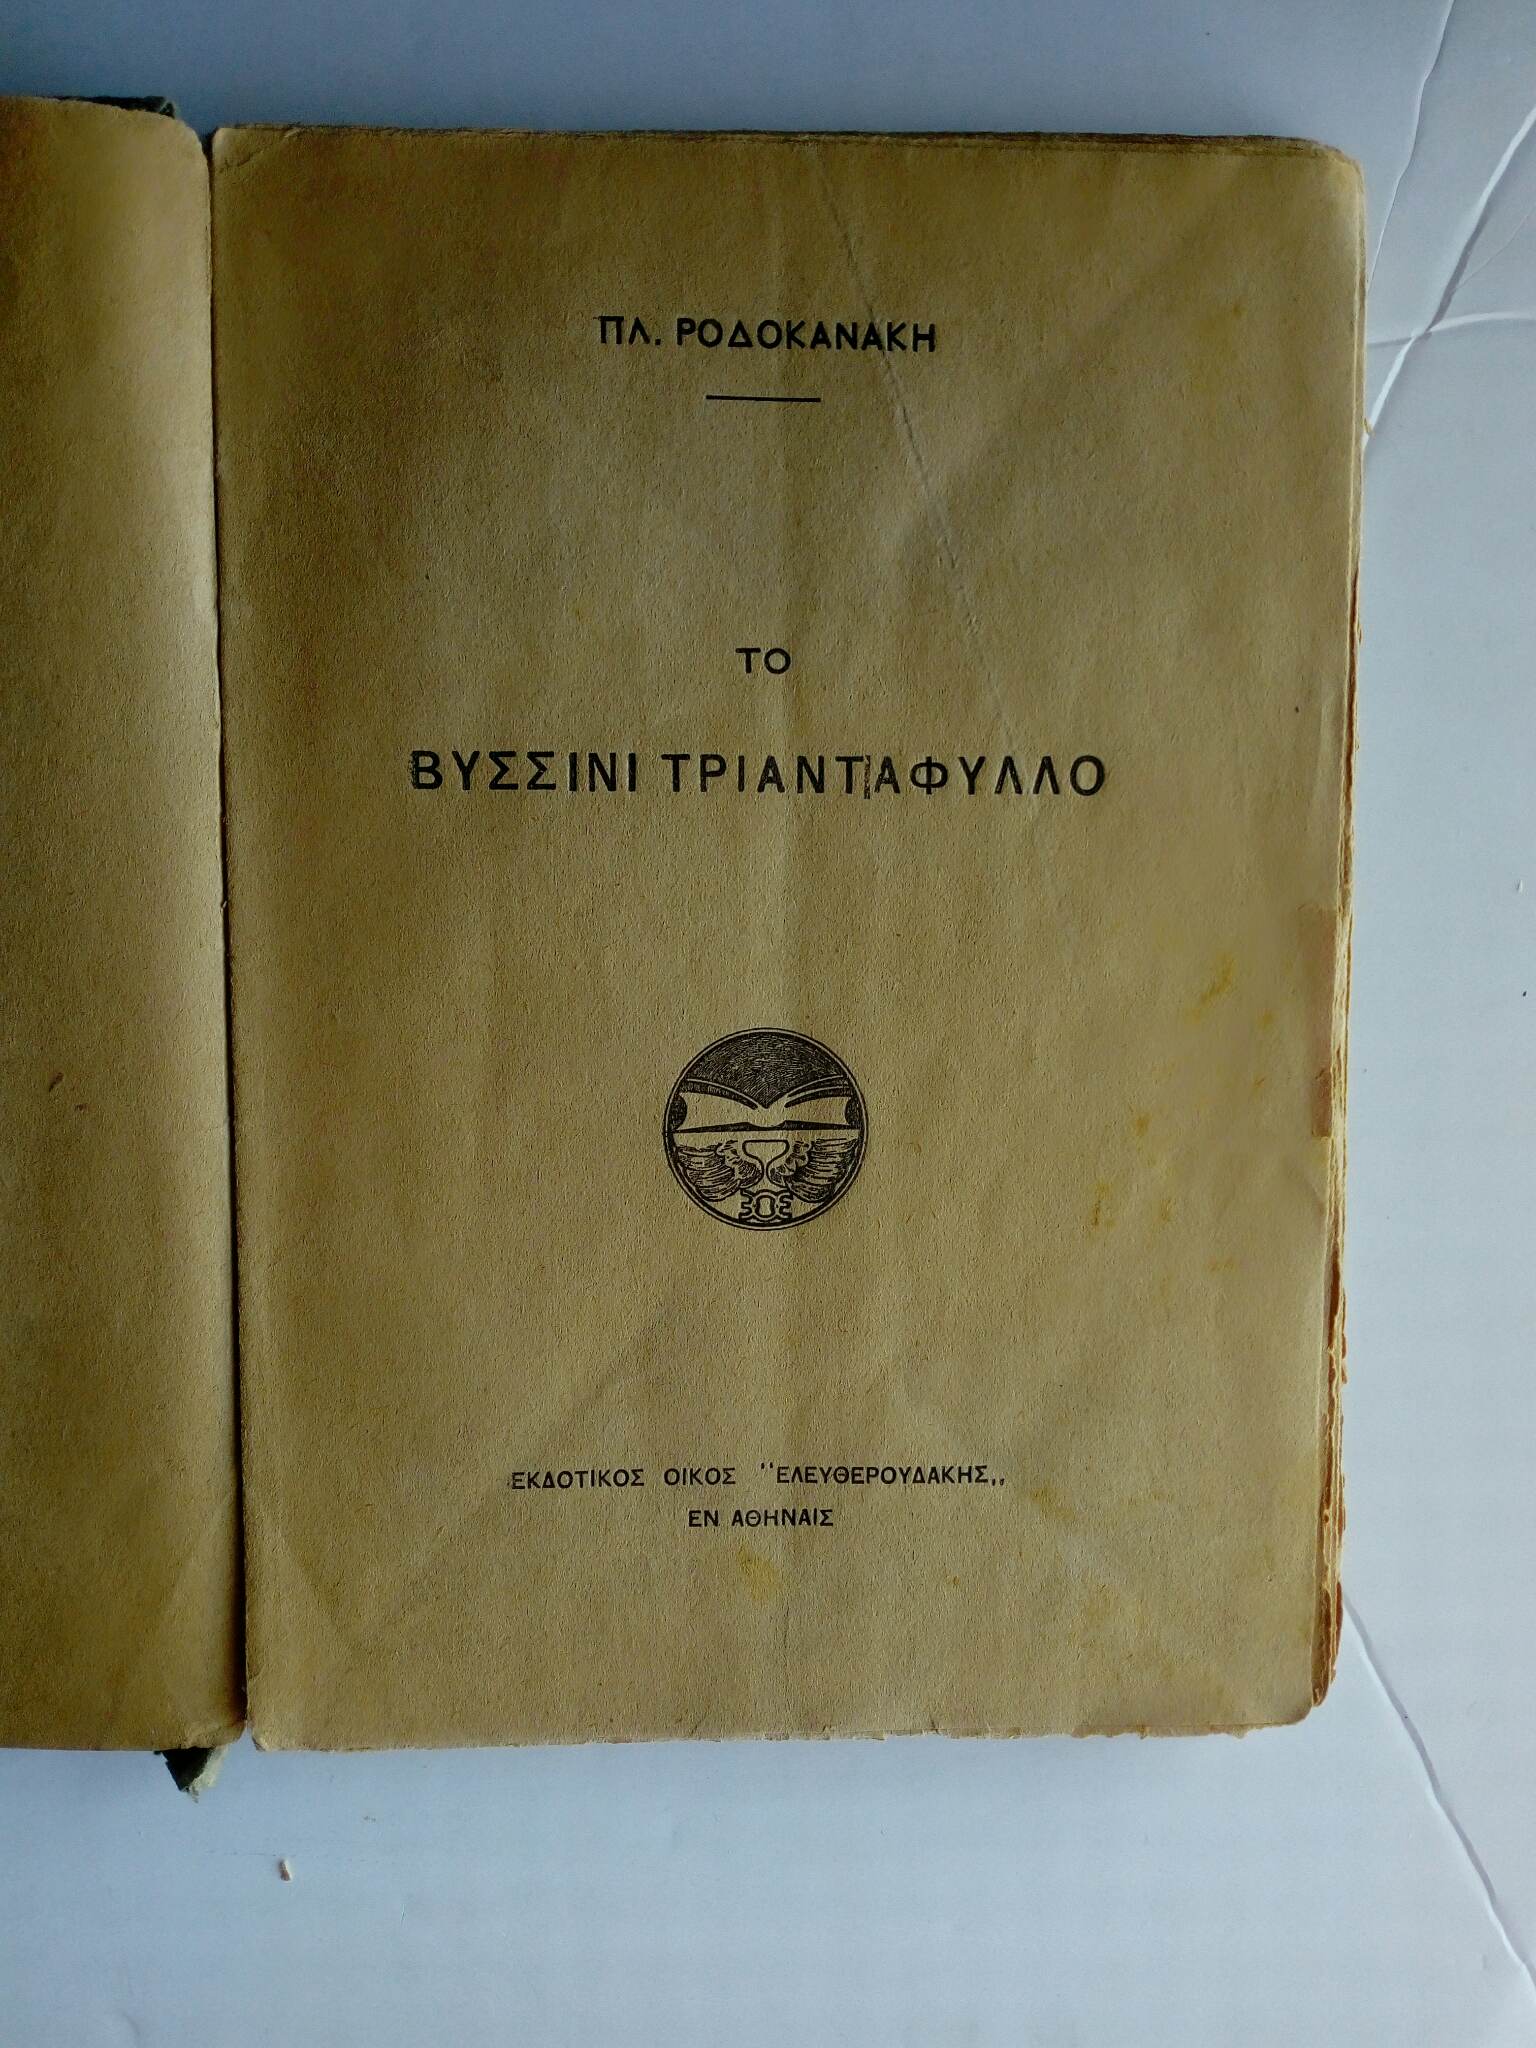 ΠΛ. ΡΟΔΟΚΑΝΑΚΗ
ΤΟ
ΒΥΣΣΙΝΙ ΤΡΙΑΝΤΑΦΥΛΛΟ
ΕΚΔΟΤΙΚΟΣ ΟΙΚΟΣ "ΕΛΕΥΘΕΡΟΥΔΑΚΗΣ„
ΕΝ ΑΘΗΝΑΙΣ